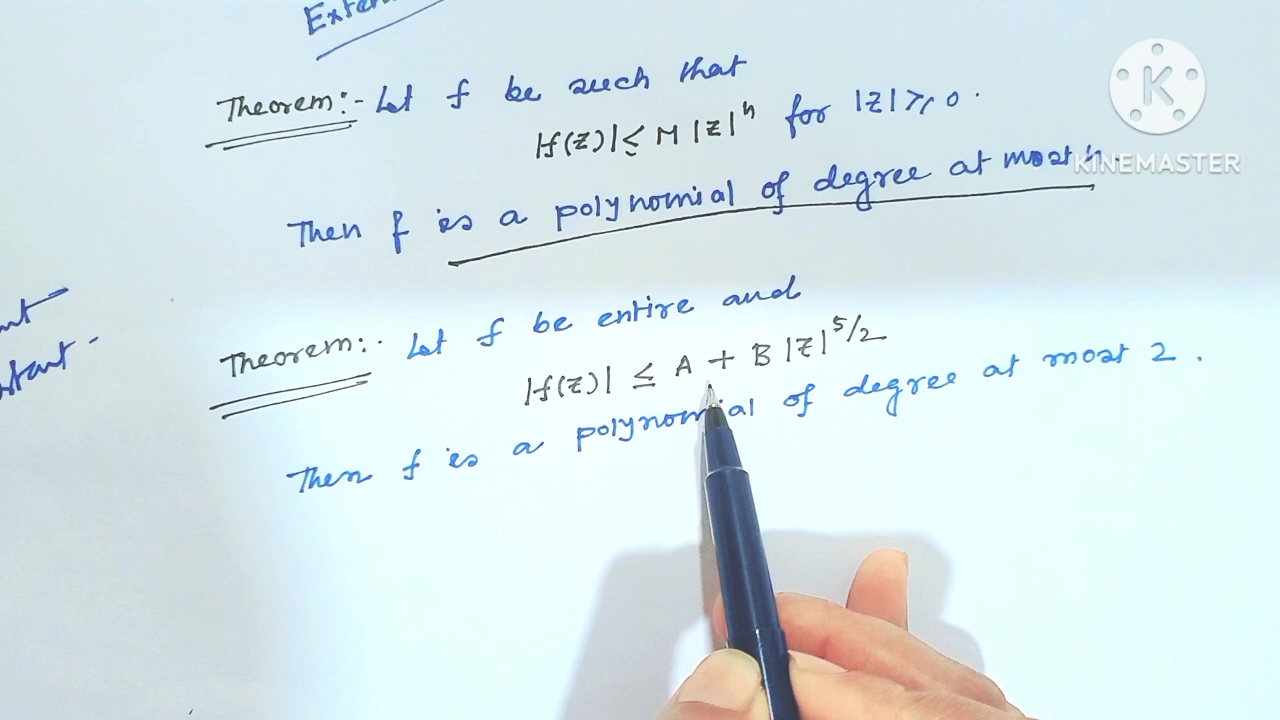 Theorem:- Let f be such that
|f(z)| ≤ M |z|ⁿ for |z| ≥ 0.
Then f is a polynomial of degree at most n.
Theorem:- Let f be entire and
|f(z)| ≤ A + B |z|^5/2
Then f is a polynomial of degree at most 2.
K
KINEMASTER